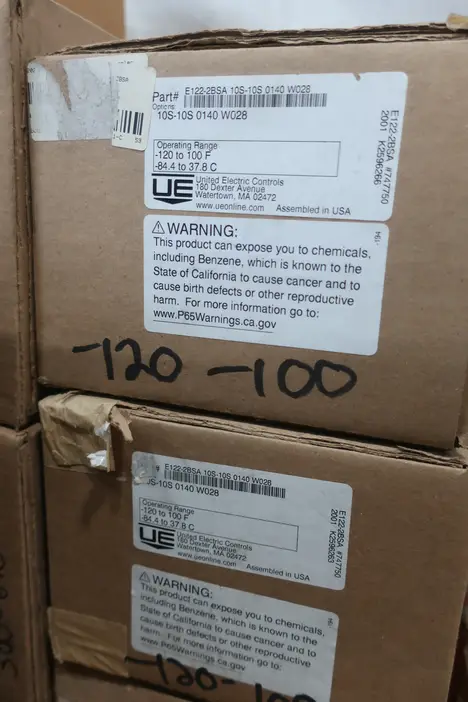 Part# E122-2BSA 10S-10S 0140 W028
Options
10S-10S 0140 W028
Operating Range
-120 to 100 F
-84.4 to 37.8 C
UE
United Electric Controls
180 Dexter Avenue
Watertown, MA 02472
www.ueonline.com Assembled in USA
E122-2BSA #747750
2001 K2596266
WARNING:
This product can expose you to chemicals,
including Benzene, which is known to the
State of California to cause cancer and to
cause birth defects or other reproductive
harm. For more information go to:
www.P65Warnings.ca.gov
-120 -100
# E122-2BSA 10S-10S 0140 W028
0S-10S 0140 W028
Operating Range
-120 to 100 F
-84.4 to 37.8 C
UE
United Electric Controls
180 Dexter Avenue
Watertown, MA 02472
www.ueonline.com Assembled in USA
E122-2BSA #747750
2001 K2596263
WARNING:
This product can expose you to chemicals,
including Benzene, which is known to the
State of California to cause cancer and to
cause birth defects or other reproductive
harm. For more information go to:
www.P65Warnings.ca.gov
-120 -100